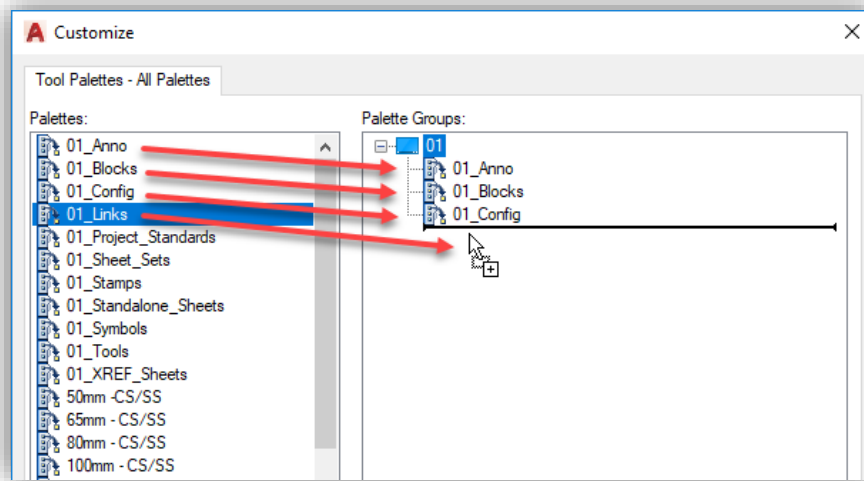 Customize
Tool Palettes - All Palettes
Palettes:
01_Anno
01_Blocks
01_Config
01_Links
01_Project_Standards
01_Sheet_Sets
01_Stamps
01_Standalone_Sheets
01_Symbols
01_Tools
01_XREF_Sheets
50mm -CS/SS
65mm - CS/SS
80mm - CS/SS
100mm - CS/SS
Palette Groups:
01
01_Anno
01_Blocks
01_Config